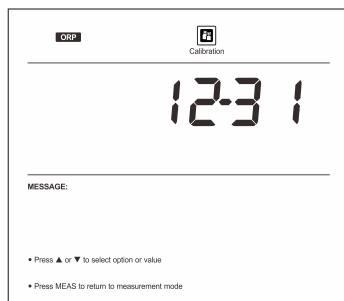 ORP
Calibration
12-31
MESSAGE:
• Press ▲ or ▼ to select option or value
• Press MEAS to return to measurement mode